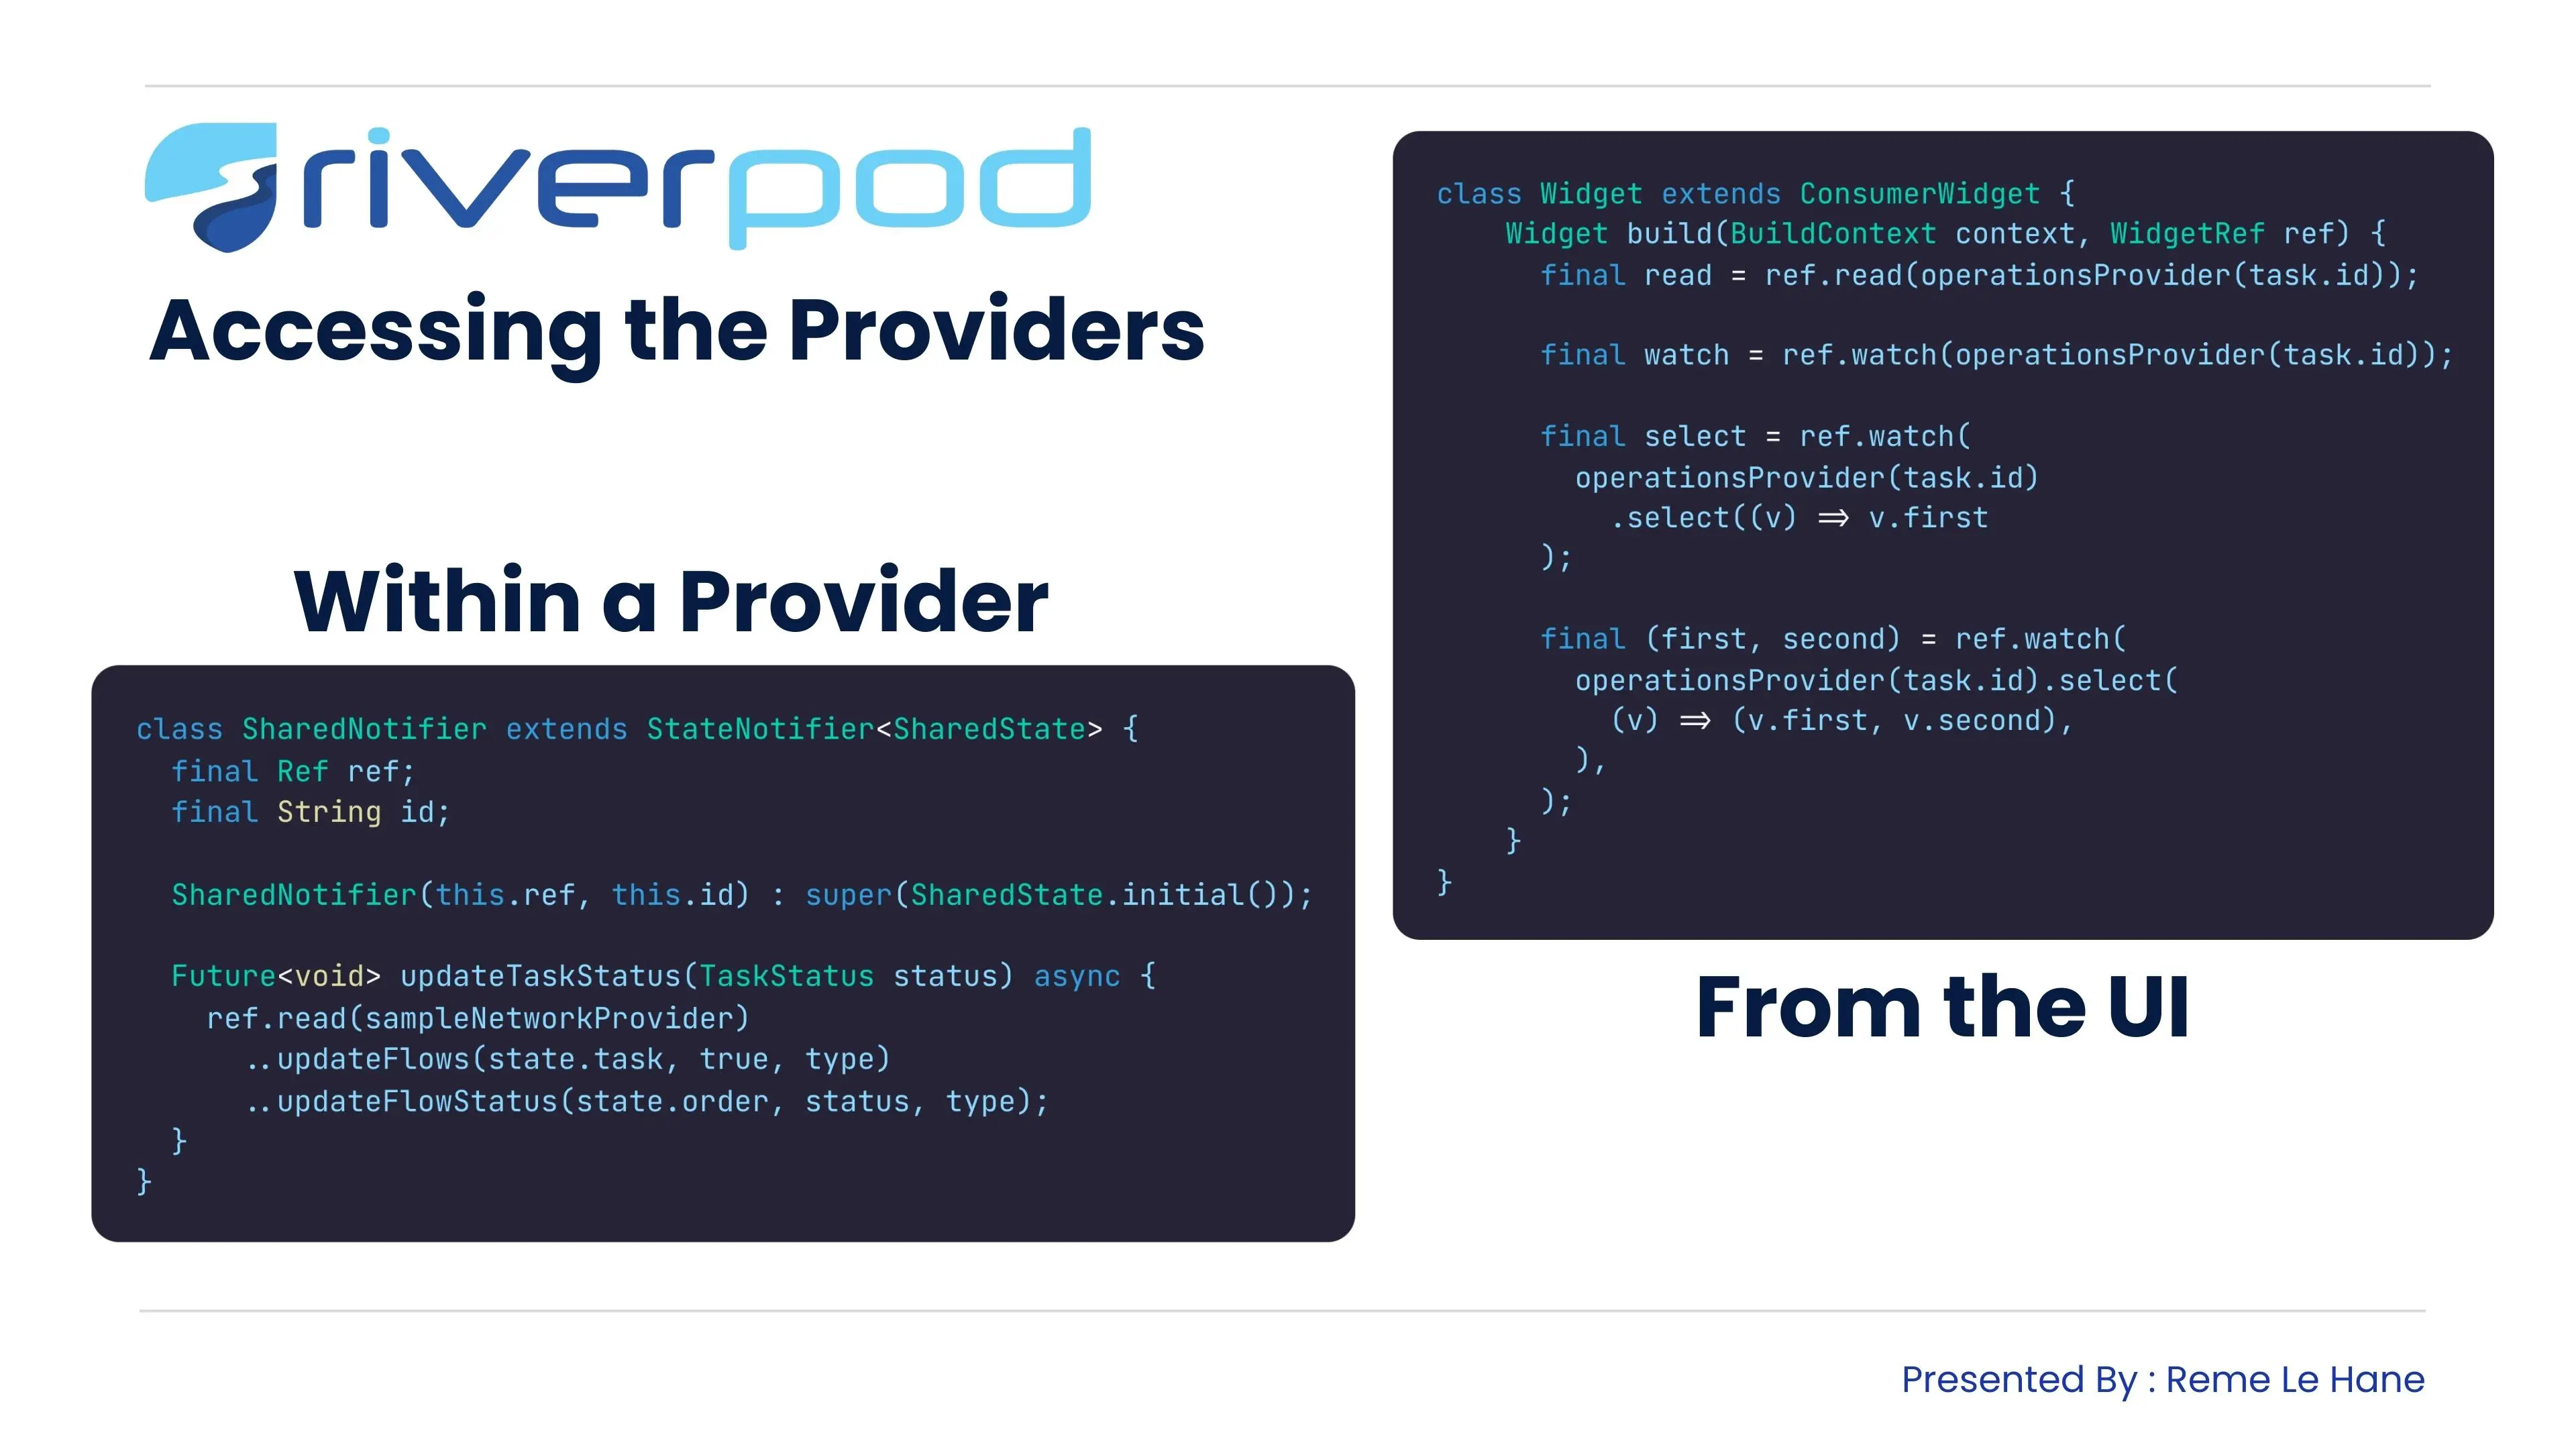 riverpod
Accessing the Providers
Within a Provider
class SharedNotifier extends StateNotifier<SharedState> {
  final Ref ref;
  final String id;

  SharedNotifier(this.ref, this.id) : super(SharedState.initial());

  Future<void> updateTaskStatus(TaskStatus status) async {
    ref.read(sampleNetworkProvider)
      ..updateFlows(state.task, true, type)
      ..updateFlowStatus(state.order, status, type);
  }
}
class Widget extends ConsumerWidget {
    Widget build(BuildContext context, WidgetRef ref) {
      final read = ref.read(operationsProvider(task.id));

      final watch = ref.watch(operationsProvider(task.id));

      final select = ref.watch(
        operationsProvider(task.id)
          .select((v) => v.first
      );

      final (first, second) = ref.watch(
        operationsProvider(task.id).select(
          (v) => (v.first, v.second),
        ),
      );
    }
}
From the UI
Presented By : Reme Le Hane